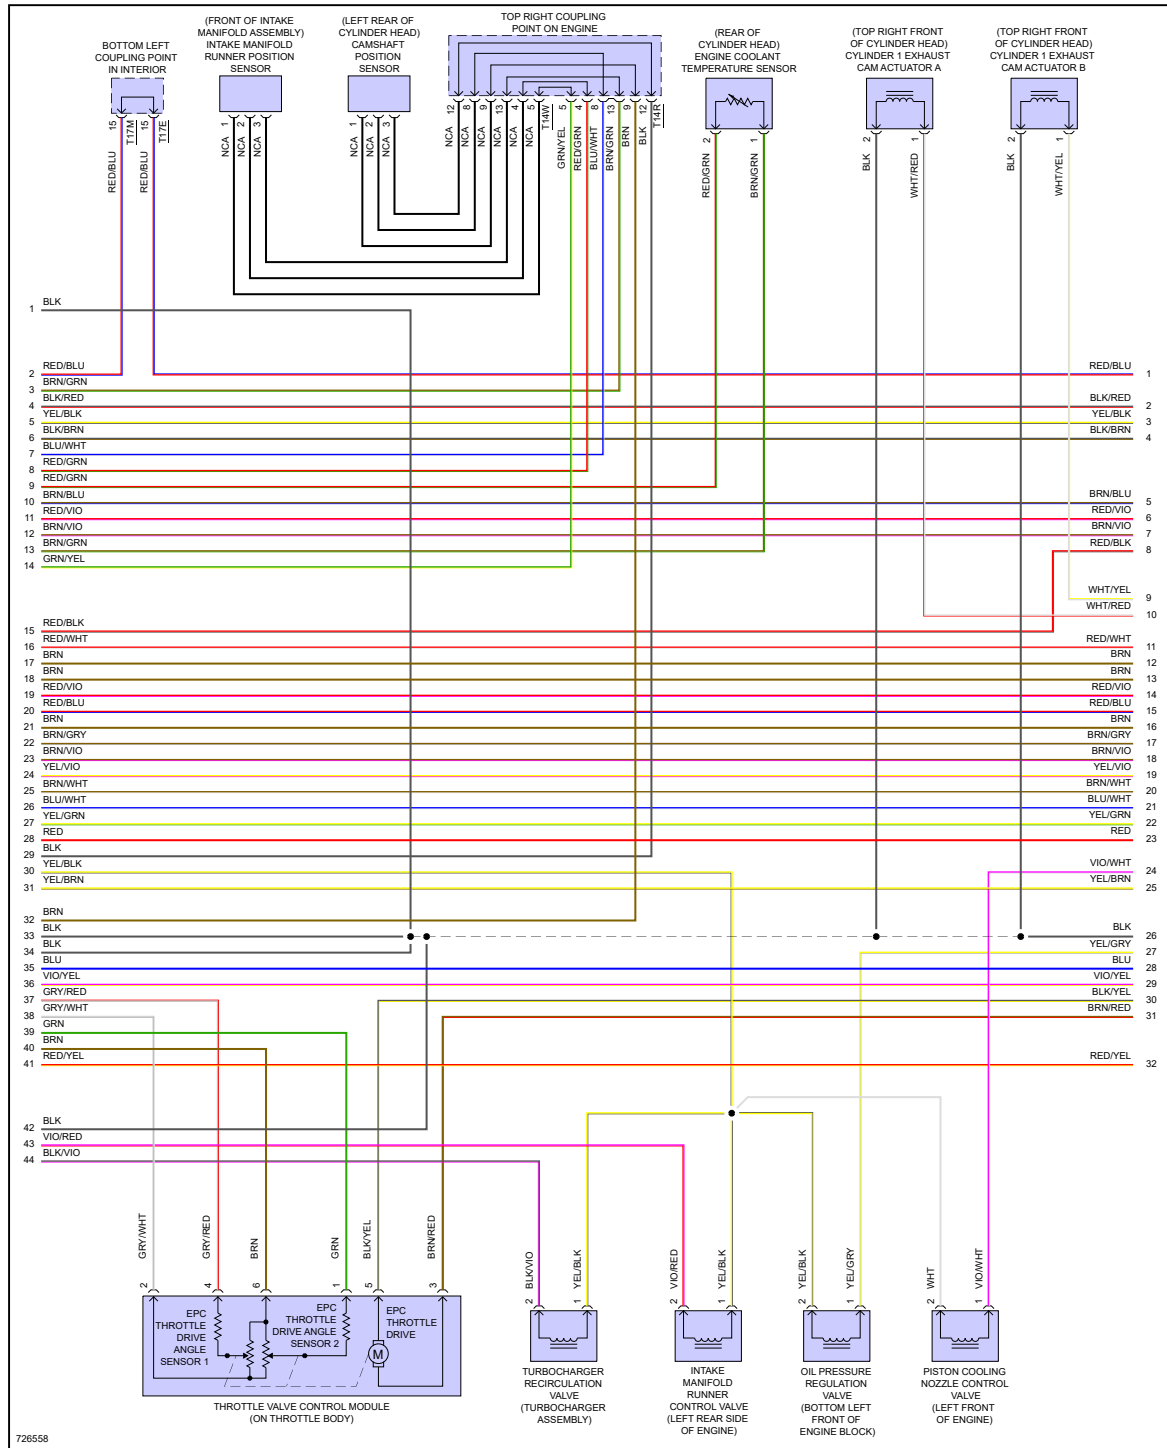 BOTTOM LEFT
COUPLING POINT
IN INTERIOR
(FRONT OF INTAKE
MANIFOLD ASSEMBLY)
INTAKE MANIFOLD
RUNNER POSITION
SENSOR
(LEFT REAR OF
CYLINDER HEAD)
CAMSHAFT
POSITION
SENSOR
TOP RIGHT COUPLING
POINT ON ENGINE
(REAR OF
CYLINDER HEAD)
ENGINE COOLANT
TEMPERATURE SENSOR
(TOP RIGHT FRONT
OF CYLINDER HEAD)
CYLINDER 1 EXHAUST
CAM ACTUATOR A
(TOP RIGHT FRONT
OF CYLINDER HEAD)
CYLINDER 1 EXHAUST
CAM ACTUATOR B
15 T17M 15 T17E
RED/BLU RED/BLU
1 2 3
NCA NCA NCA
1 2 3
NCA NCA NCA
12 8 9 13 4 5 T14W 5 4 8 13 9 12 T14R
NCA NCA NCA NCA NCA NCA GRN/YEL RED/GRN BLU/WHT BRN/GRN BRN BLK
2 1
RED/GRN BRN/GRN
2 1
BLK WHT/RED
2 1
BLK WHT/YEL
1 BLK
2 RED/BLU RED/BLU 1
3 BRN/GRN
4 BLK/RED BLK/RED 2
5 YEL/BLK YEL/BLK 3
6 BLK/BRN BLK/BRN 4
7 BLU/WHT
8 RED/GRN
9 RED/GRN
10 BRN/BLU BRN/BLU 5
11 RED/VIO RED/VIO 6
12 BRN/VIO BRN/VIO 7
13 BRN/GRN RED/BLK 8
14 GRN/YEL
WHT/YEL 9
WHT/RED 10
15 RED/BLK
16 RED/WHT RED/WHT 11
17 BRN BRN 12
18 BRN BRN 13
19 RED/VIO RED/VIO 14
20 RED/BLU RED/BLU 15
21 BRN BRN 16
22 BRN/GRY BRN/GRY 17
23 BRN/VIO BRN/VIO 18
24 YEL/VIO YEL/VIO 19
25 BRN/WHT BRN/WHT 20
26 BLU/WHT BLU/WHT 21
27 YEL/GRN YEL/GRN 22
28 RED RED 23
29 BLK
30 YEL/BLK VIO/WHT 24
31 YEL/BRN YEL/BRN 25
32 BRN
33 BLK BLK 26
34 BLK YEL/GRY 27
35 BLU BLU 28
36 VIO/YEL VIO/YEL 29
37 GRY/RED BLK/YEL 30
38 GRY/WHT BRN/RED 31
39 GRN
40 BRN
41 RED/YEL RED/YEL 32
42 BLK
43 VIO/RED
44 BLK/VIO
GRY/WHT GRY/RED BRN GRN BLK/YEL BRN/RED
2 4 6 1 5 3
BLK/VIO YEL/BLK
2 1
VIO/RED YEL/BLK
2 1
YEL/BLK YEL/GRY
2 1
WHT VIO/WHT
2 1
EPC
THROTTLE
DRIVE
ANGLE
SENSOR 1
EPC
THROTTLE
DRIVE ANGLE
SENSOR 2
EPC
THROTTLE
DRIVE
M
THROTTLE VALVE CONTROL MODULE
(ON THROTTLE BODY)
TURBOCHARGER
RECIRCULATION
VALVE
(TURBOCHARGER
ASSEMBLY)
INTAKE
MANIFOLD
RUNNER
CONTROL VALVE
(LEFT REAR SIDE
OF ENGINE)
OIL PRESSURE
REGULATION
VALVE
(BOTTOM LEFT
FRONT OF
ENGINE BLOCK)
PISTON COOLING
NOZZLE CONTROL
VALVE
(LEFT FRONT
OF ENGINE)
726558